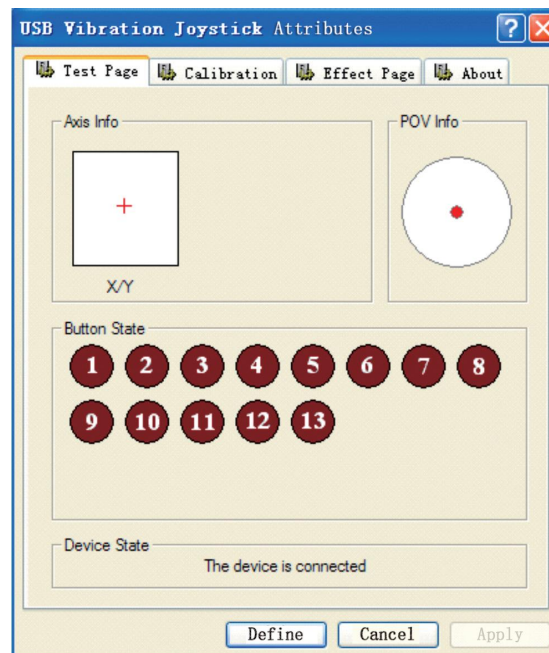 USB Vibration Joystick Attributes
Test Page Calibration Effect Page About
Axis Info POV Info
X/Y
Button State
1 2 3 4 5 6 7 8
9 10 11 12 13
Device State
The device is connected
Define Cancel Apply